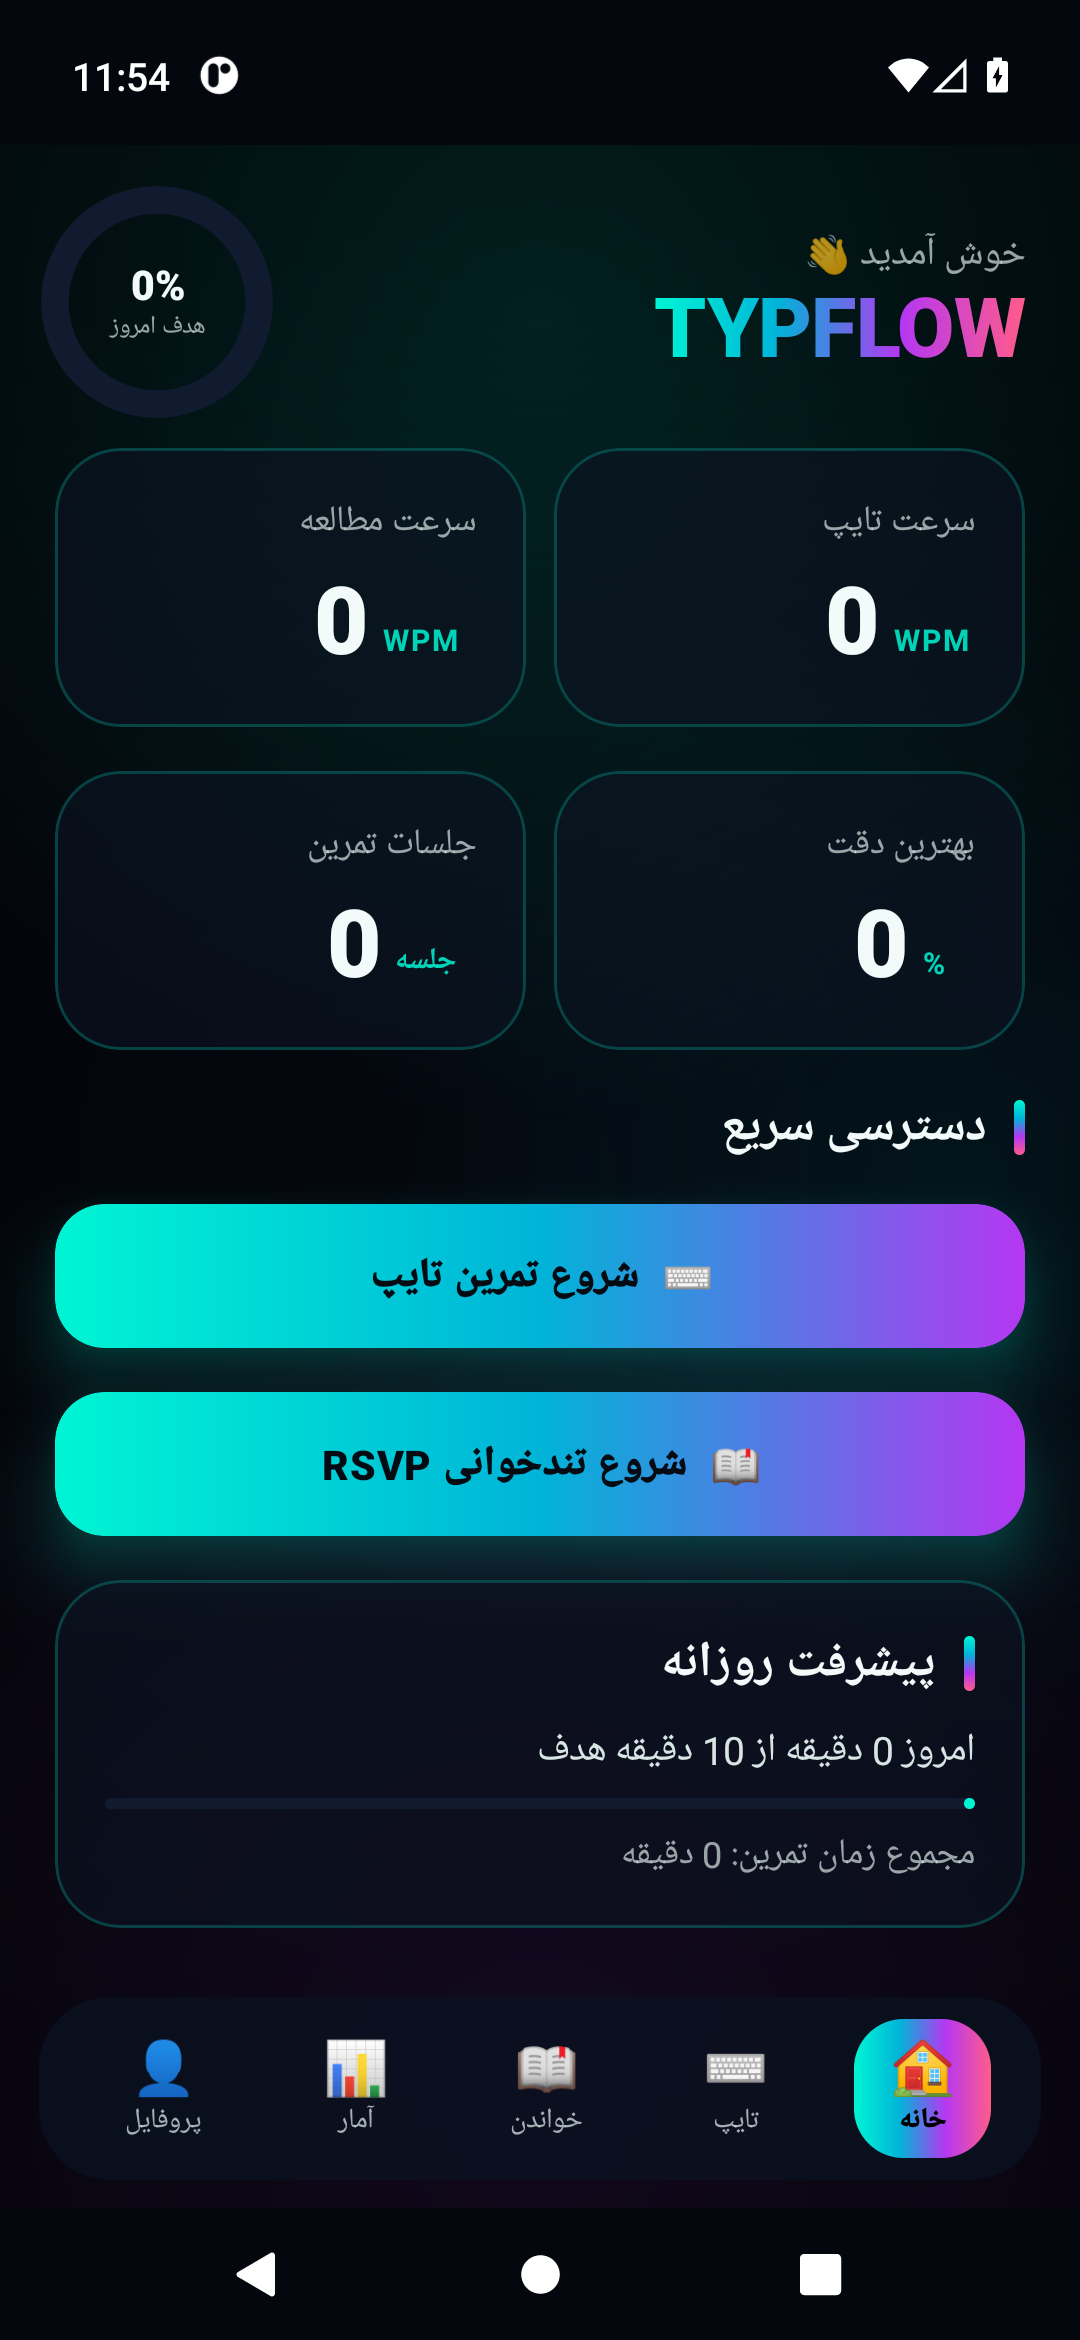 11:54
خوش آمدید 👋
TYPFLOW
0%
هدف امروز
سرعت تایپ
0 WPM
سرعت مطالعه
0 WPM
بهترین دقت
0 %
جلسات تمرین
0 جلسه
دسترسی سریع
⌨️ شروع تمرین تایپ
📖 شروع تندخوانی RSVP
پیشرفت روزانه
امروز 0 دقیقه از 10 دقیقه هدف
مجموع زمان تمرین: 0 دقیقه
خانه
تایپ
خواندن
آمار
پروفایل